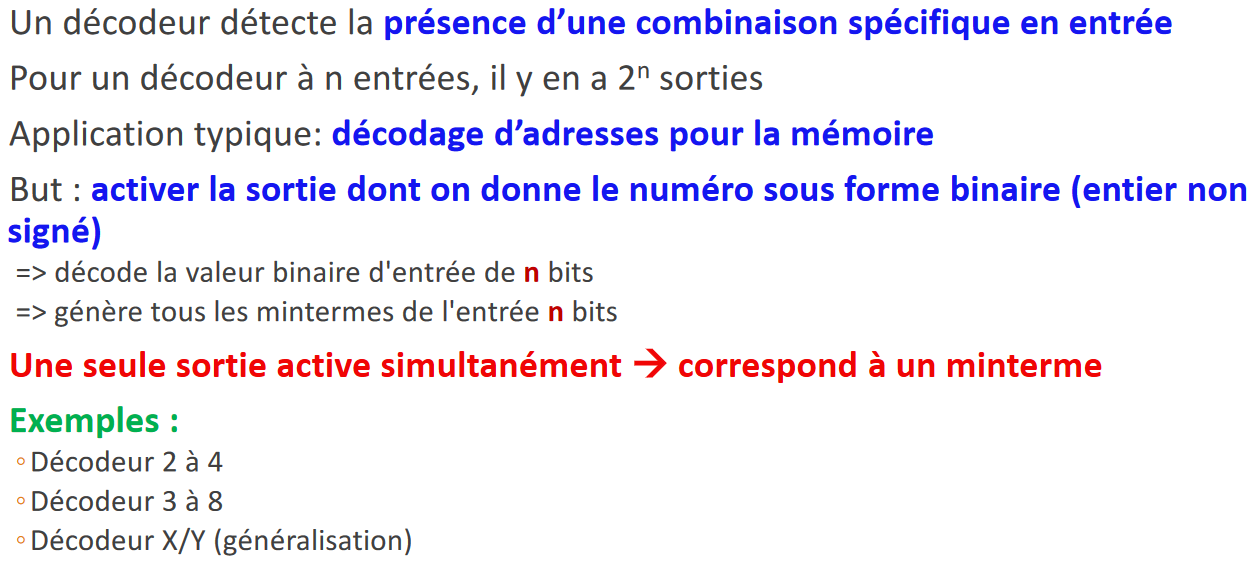 Un décodeur détecte la présence d’une combinaison spécifique en entrée
Pour un décodeur à n entrées, il y en a 2ⁿ sorties
Application typique: décodage d’adresses pour la mémoire
But : activer la sortie dont on donne le numéro sous forme binaire (entier non
signé)
=> décode la valeur binaire d'entrée de n bits
=> génère tous les mintermes de l'entrée n bits
Une seule sortie active simultanément → correspond à un minterme
Exemples :
◦ Décodeur 2 à 4
◦ Décodeur 3 à 8
◦ Décodeur X/Y (généralisation)